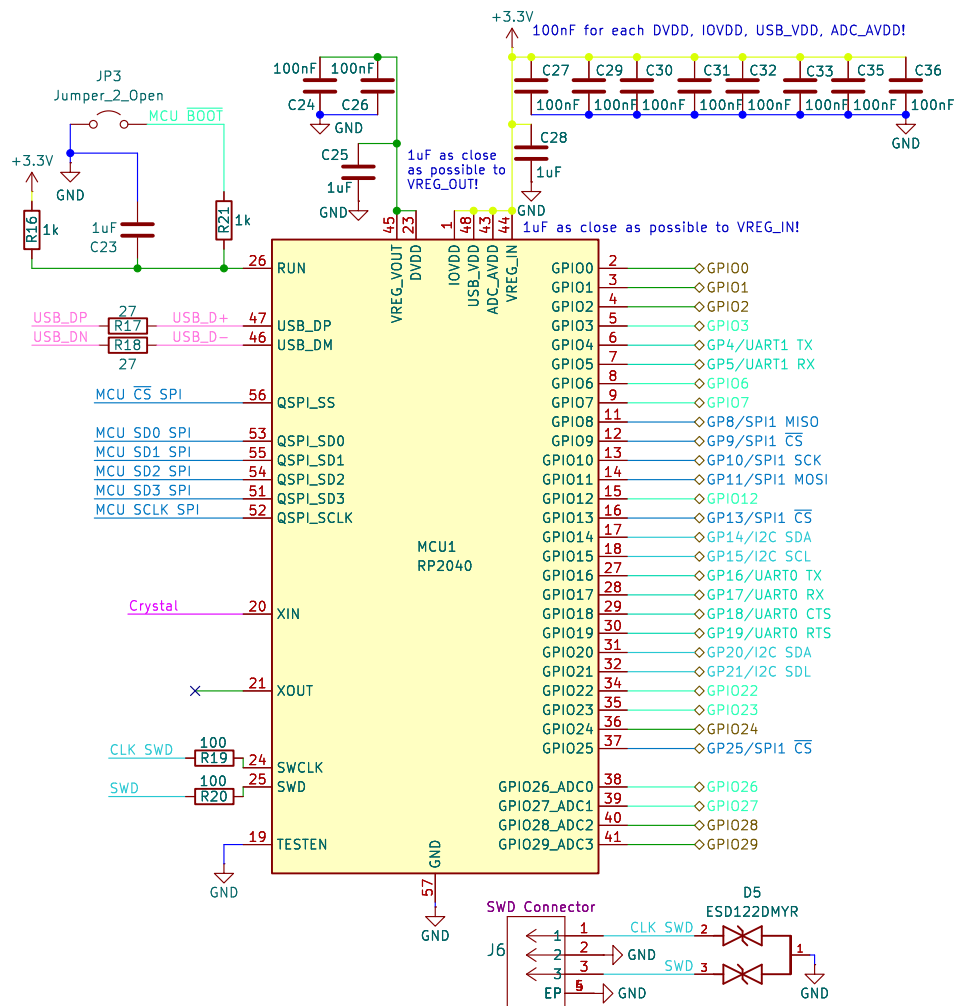 +3.3V
100nF for each DVDD, IOVDD, USB_VDD, ADC_AVDD!
JP3
Jumper_2_Open
MCU BOOT
100nF
100nF
C24
C26
GND
C27
C29
C30
C31
C32
C33
C35
C36
100nF
100nF
100nF
100nF
100nF
100nF
100nF
100nF
GND
GND
+3.3V
R16
1k
1uF
C23
R21
1k
C25
1uF
GND
1uF as close
as possible to
VREG_OUT!
C28
1uF
GND
1uF as close as possible to VREG_IN!
45
23
1
48
43
44
VREG_VOUT
DVDD
IOVDD
USB_VDD
ADC_AVDD
VREG_IN
26 RUN
USB_DP
27
R17
USB_D+
47 USB_DP
USB_DN
R18
27
USB_D-
46 USB_DM
MCU CS SPI
56 QSPI_SS
MCU SD0 SPI
53 QSPI_SD0
MCU SD1 SPI
55 QSPI_SD1
MCU SD2 SPI
54 QSPI_SD2
MCU SD3 SPI
51 QSPI_SD3
MCU SCLK SPI
52 QSPI_SCLK
MCU1
RP2040
Crystal
20 XIN
21 XOUT
CLK SWD
100
R19
24 SWCLK
SWD
100
R20
25 SWD
19 TESTEN
GND
GND
57
GND
GPIO0 2 GPIO0
GPIO1 3 GPIO1
GPIO2 4 GPIO2
GPIO3 5 GPIO3
GPIO4 6 GP4/UART1 TX
GPIO5 7 GP5/UART1 RX
GPIO6 8 GPIO6
GPIO7 9 GPIO7
GPIO8 11 GP8/SPI1 MISO
GPIO9 12 GP9/SPI1 CS
GPIO10 13 GP10/SPI1 SCK
GPIO11 14 GP11/SPI1 MOSI
GPIO12 15 GPIO12
GPIO13 16 GP13/SPI1 CS
GPIO14 17 GP14/I2C SDA
GPIO15 18 GP15/I2C SCL
GPIO16 27 GP16/UART0 TX
GPIO17 28 GP17/UART0 RX
GPIO18 29 GP18/UART0 CTS
GPIO19 30 GP19/UART0 RTS
GPIO20 31 GP20/I2C SDA
GPIO21 32 GP21/I2C SDL
GPIO22 34 GPIO22
GPIO23 35 GPIO23
GPIO24 36 GPIO24
GPIO25 37 GP25/SPI1 CS
GPIO26_ADC0 38 GPIO26
GPIO27_ADC1 39 GPIO27
GPIO28_ADC2 40 GPIO28
GPIO29_ADC3 41 GPIO29
SWD Connector
J6
1 1 CLK SWD 2
2 2 GND
3 3 SWD 3
EP GND
D5
ESD122DMYR
1
GND